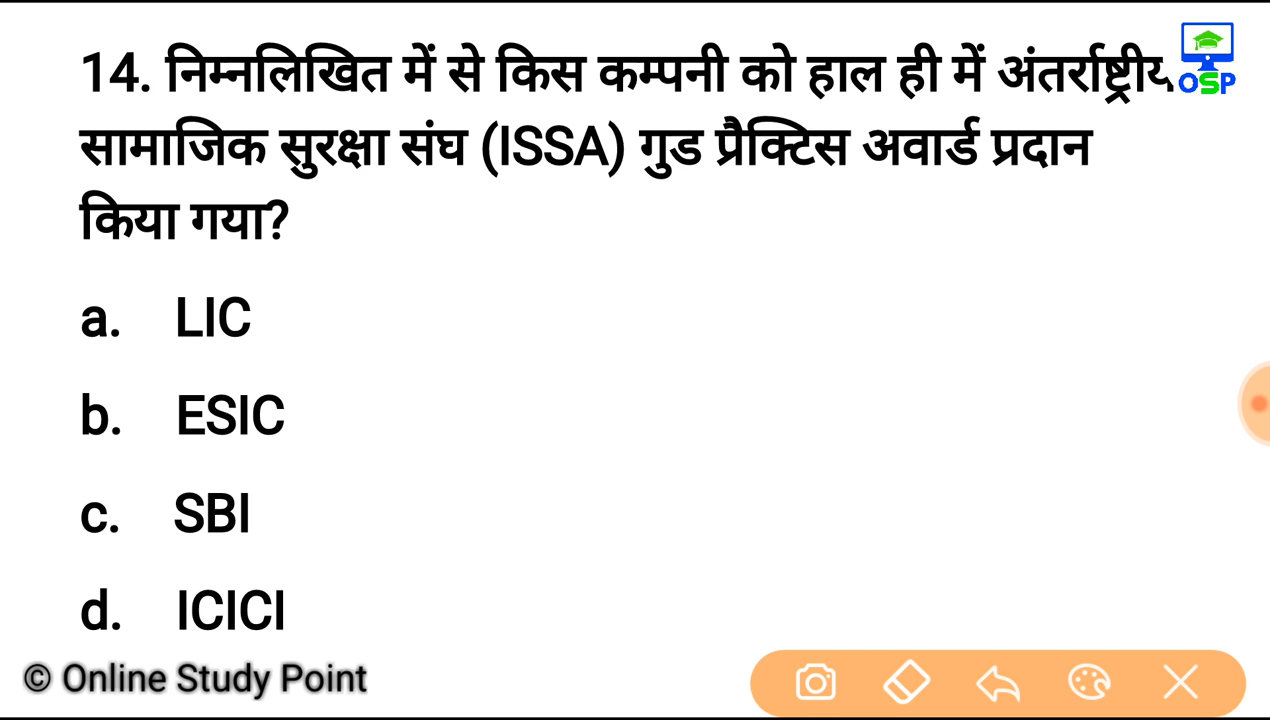 14. निम्नलिखित में से किस कम्पनी को हाल ही में अंतर्राष्ट्रीय
OSP
सामाजिक सुरक्षा संघ (ISSA) गुड प्रैक्टिस अवार्ड प्रदान
किया गया?
a. LIC
b. ESIC
c. SBI
d. ICICI
© Online Study Point